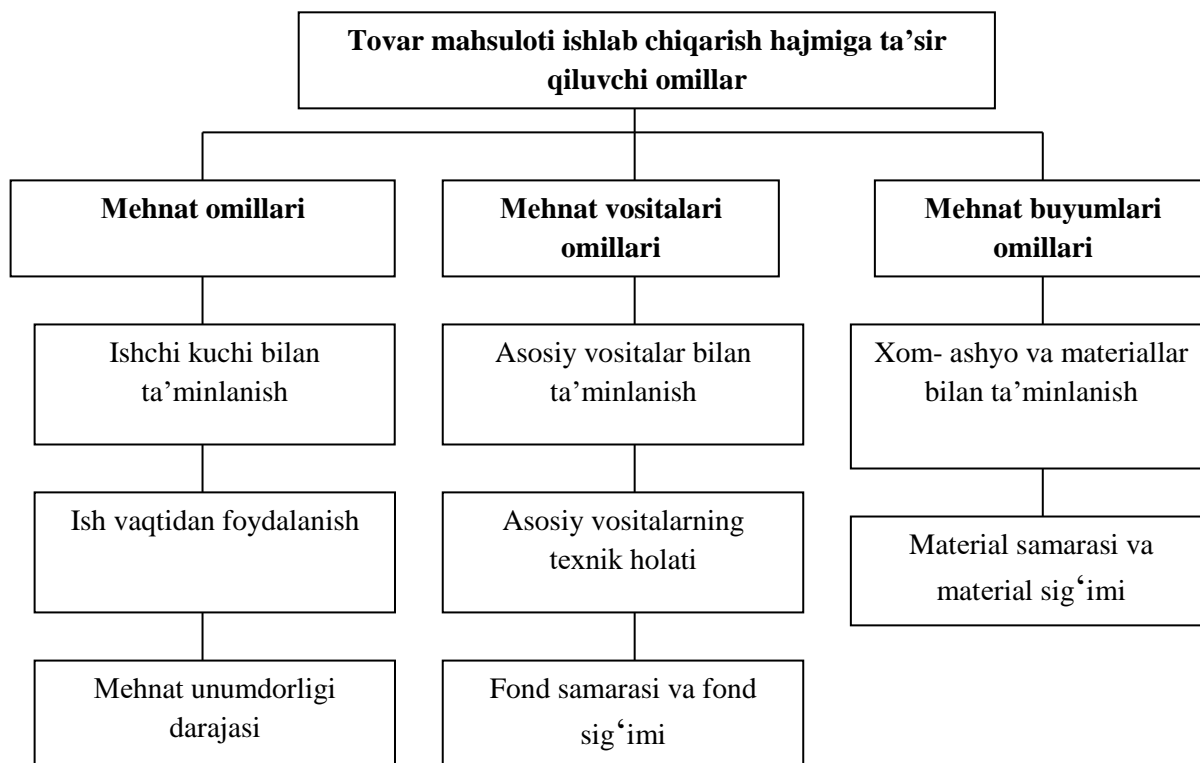 Tovar mahsuloti ishlab chiqarish hajmiga ta’sir
qiluvchi omillar
Mehnat omillari
Mehnat vositalari
omillari
Mehnat buyumlari
omillari
Ishchi kuchi bilan
ta’minlanish
Asosiy vositalar bilan
ta’minlanish
Xom- ashyo va materiallar
bilan ta’minlanish
Ish vaqtidan foydalanish
Asosiy vositalarning
texnik holati
Material samarasi va
material sig‘imi
Mehnat unumdorligi
darajasi
Fond samarasi va fond
sig‘imi